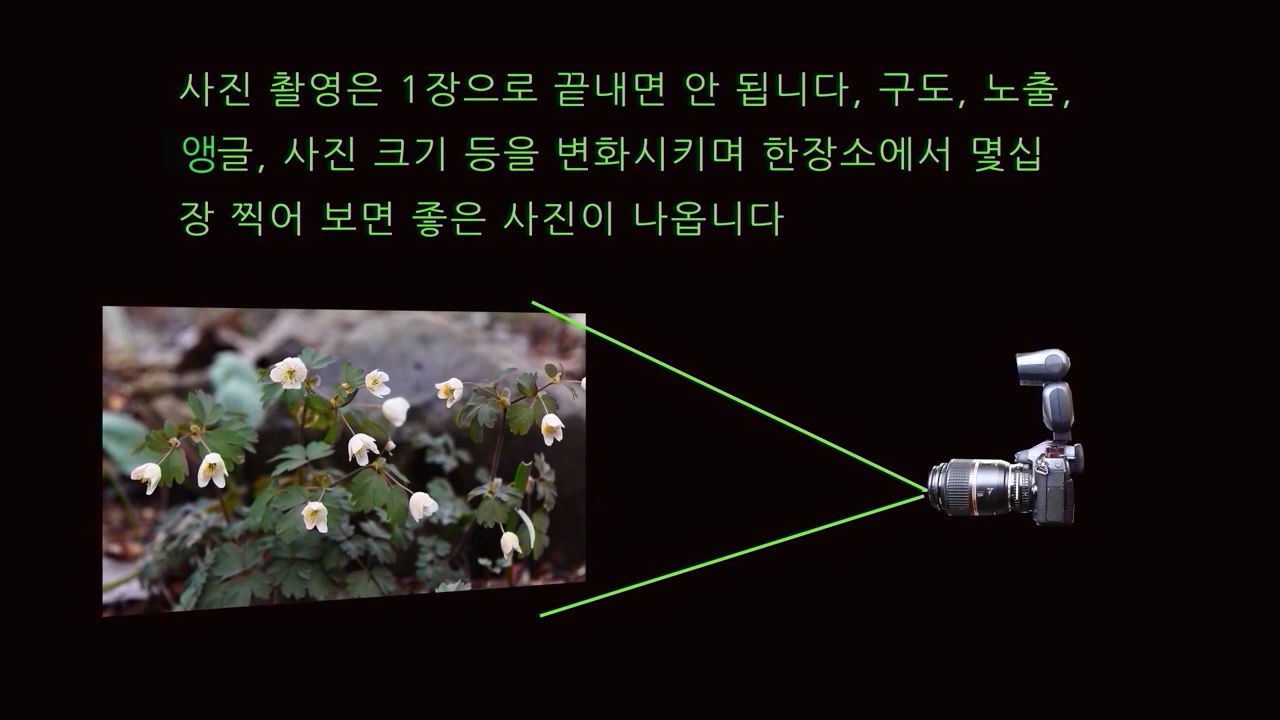 사진 촬영은 1장으로 끝내면 안 됩니다, 구도, 노출,
앵글, 사진 크기 등을 변화시키며 한장소에서 몇십
장 찍어 보면 좋은 사진이 나옵니다